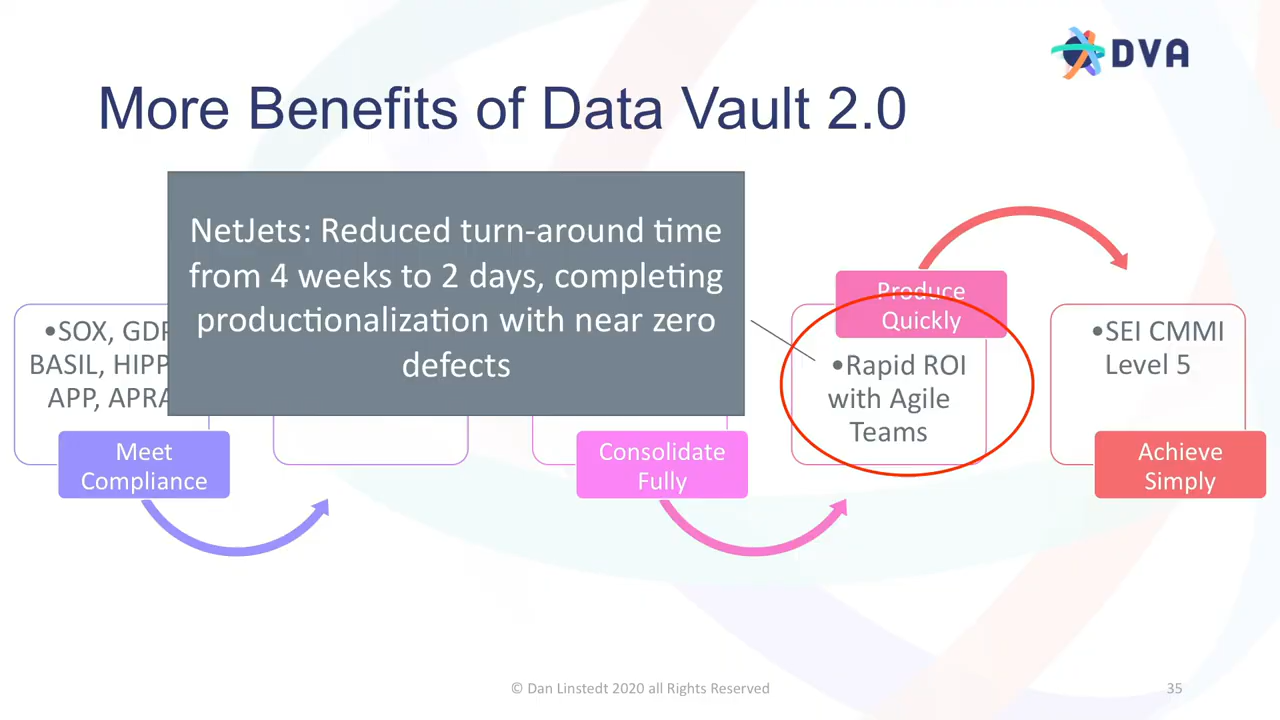 DVA
More Benefits of Data Vault 2.0
NetJets: Reduced turn-around time
from 4 weeks to 2 days, completing
productionalization with near zero
defects
•SOX, GDP
BASIL, HIPP
APP, APRA
Meet
Compliance
Consolidate
Fully
Produce
Quickly
•Rapid ROI
with Agile
Teams
•SEI CMMI
Level 5
Achieve
Simply
© Dan Linstedt 2020 all Rights Reserved
35